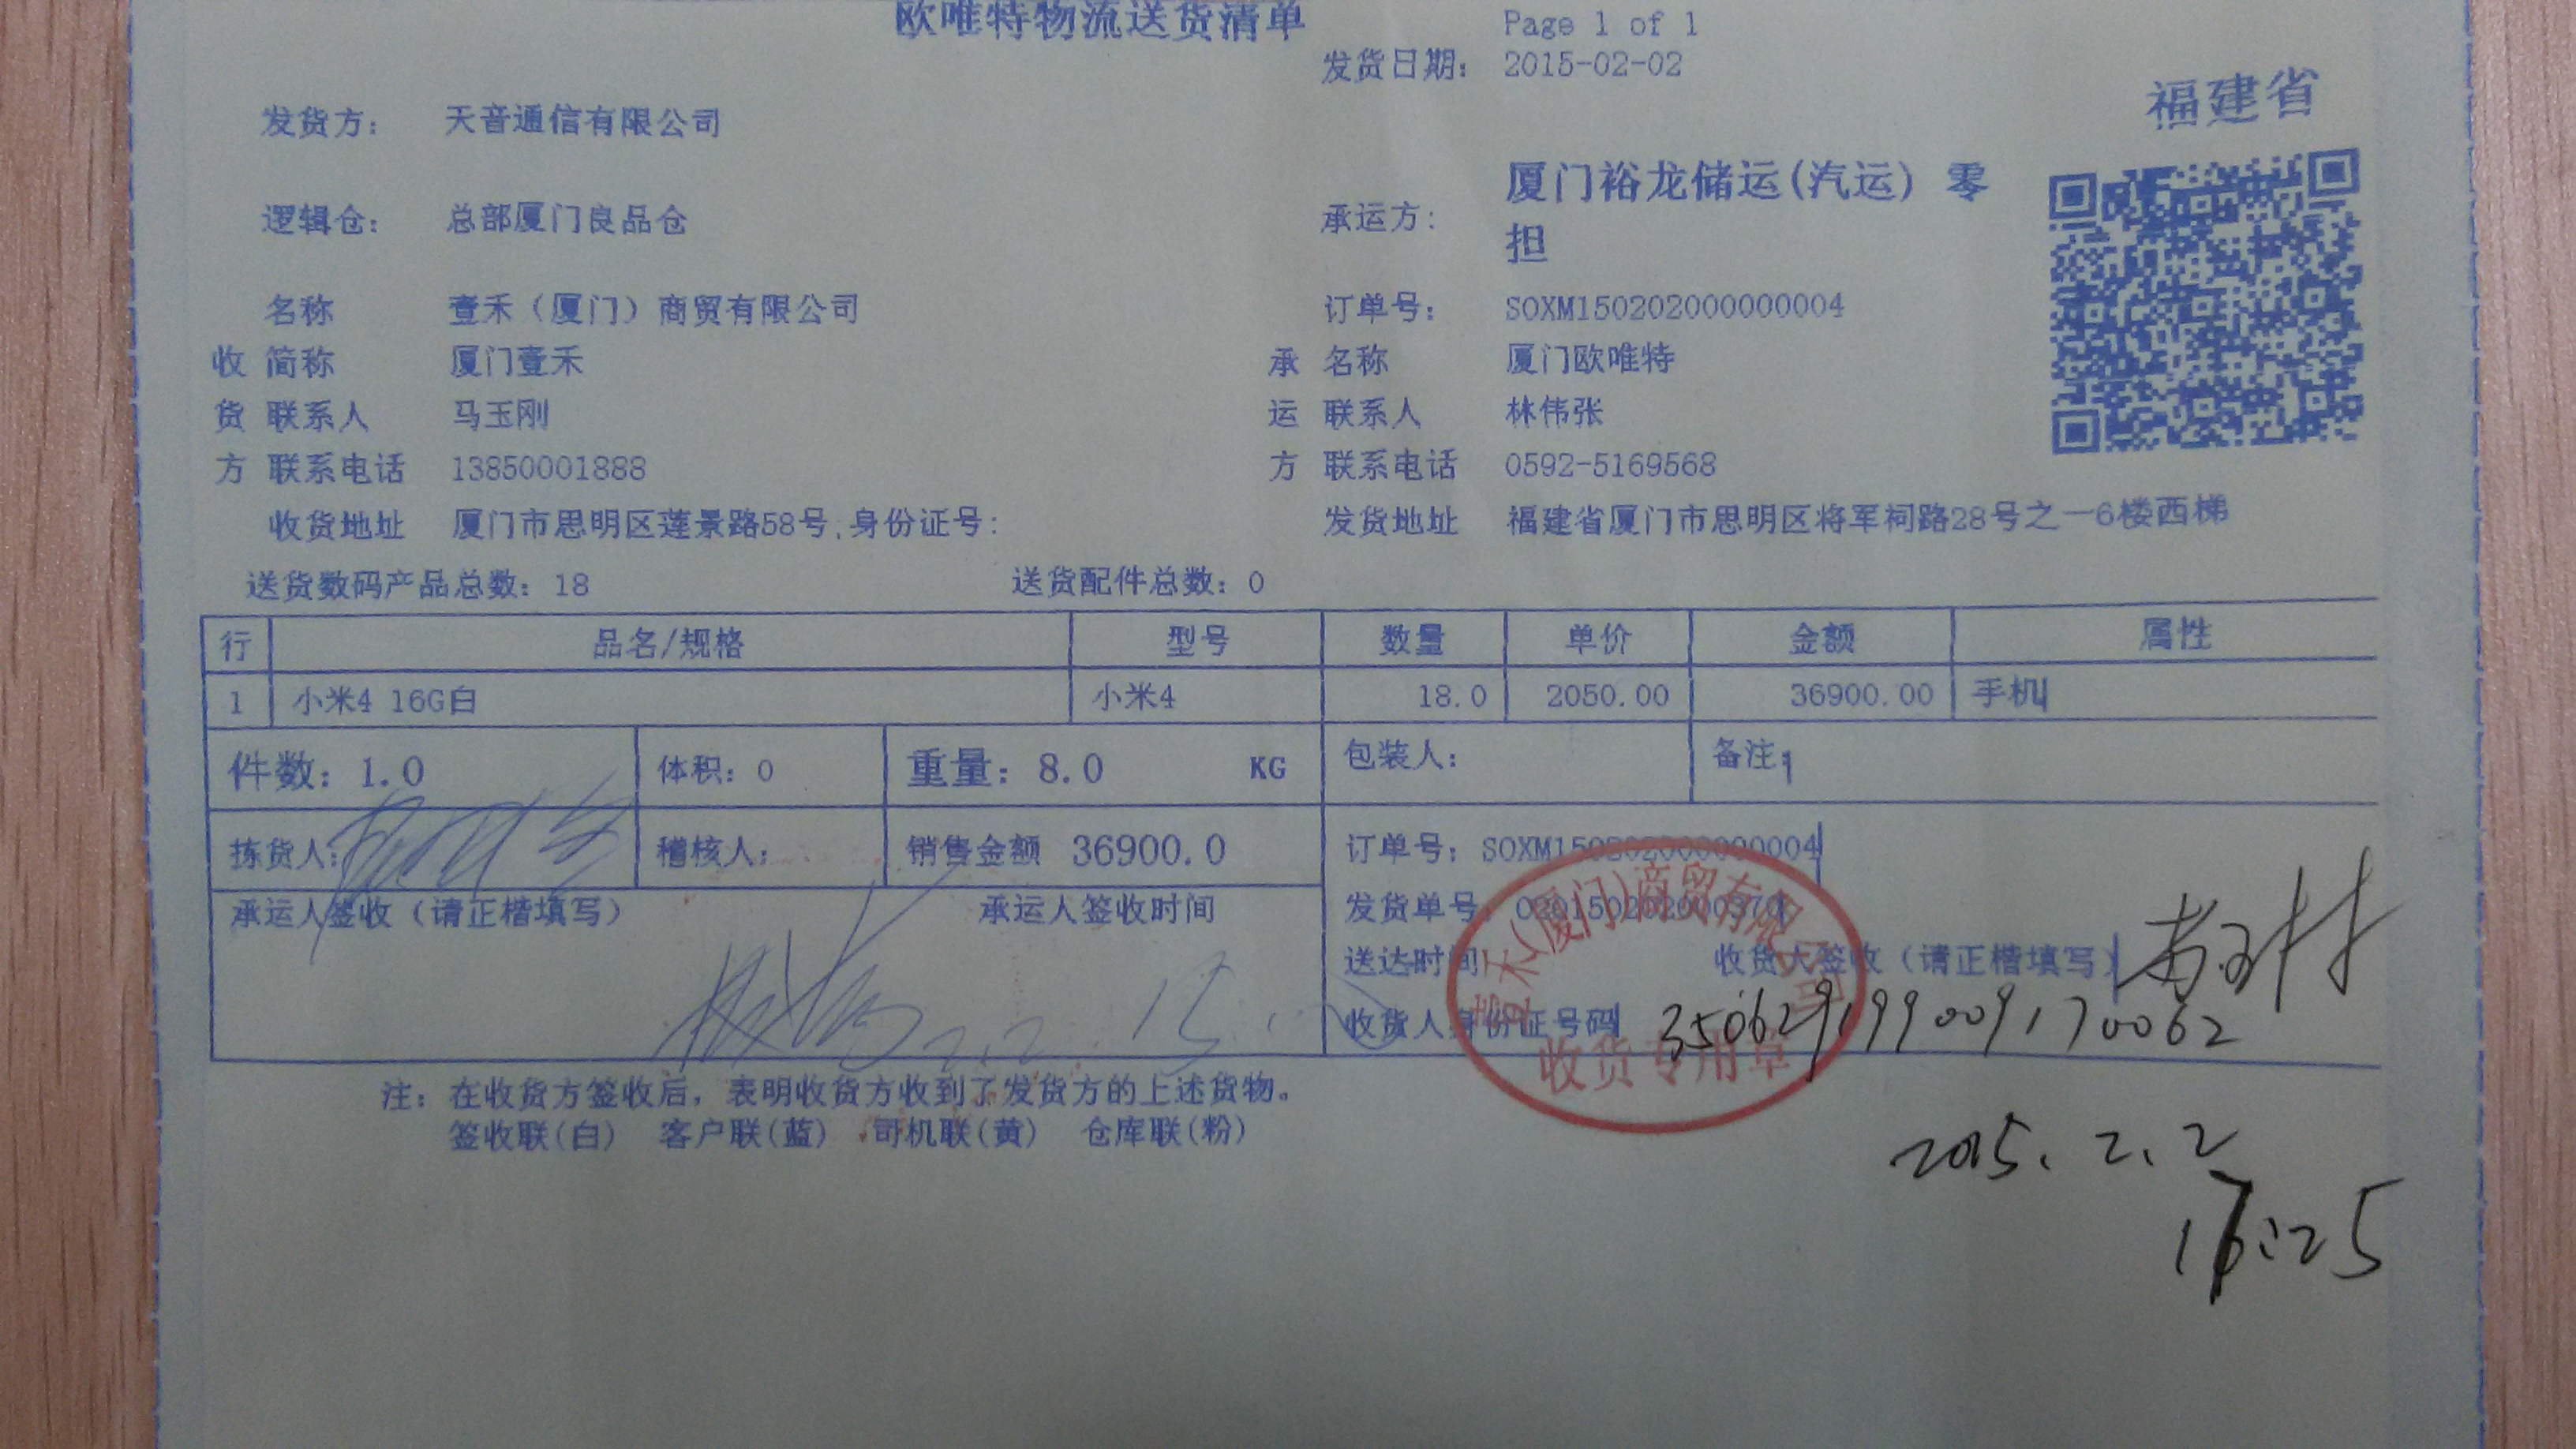 欧唯特物流送货清单
Page 1 of 1
发货日期: 2015-02-02
福建省
发货方: 天音通信有限公司
逻辑仓: 总部厦门良品仓
承运方: 厦门裕龙储运(汽运) 零担
名称 壹禾（厦门）商贸有限公司
订单号: SOXM150202000000004
收 简称 厦门壹禾
承 名称 厦门欧唯特
货 联系人 马玉刚
运 联系人 林伟张
方 联系电话 13850001888
方 联系电话 0592-5169568
收货地址 厦门市思明区莲景路58号,身份证号:
发货地址 福建省厦门市思明区将军祠路28号之一6楼西梯
送货数码产品总数: 18 送货配件总数: 0
行 品名/规格 型号 数量 单价 金额 属性
1 小米4 16G白 小米4 18.0 2050.00 36900.00 手机
件数: 1.0 体积: 0 重量: 8.0 KG 包装人: 备注:
拣货人: 稽核人: 销售金额 36900.0
订单号: SOXM150202000000004
承运人签收（请正楷填写） 承运人签收时间
发货单号:
送达时间 收货人签收（请正楷填写）
收货人身份证号码 350629199009170062
壹禾(厦门)商贸有限公司
收货专用章
注: 在收货方签收后，表明收货方收到了发货方的上述货物。
签收联(白) 客户联(蓝) 司机联(黄) 仓库联(粉)
2015.2.2